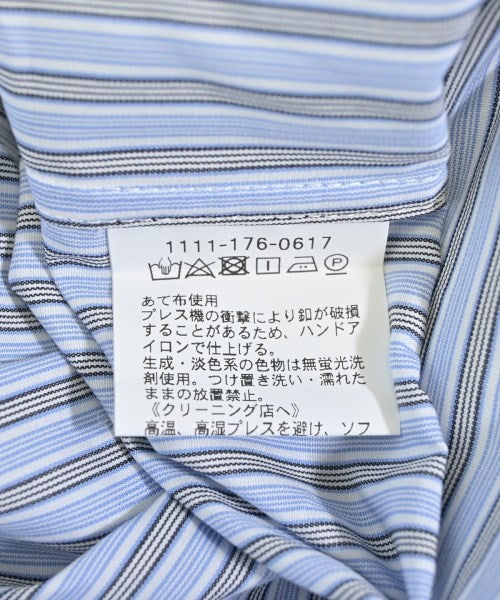 1111-176-0617
あて布使用
プレス機の衝撃により釦が破損
することがあるため、ハンドア
イロンで仕上げる。
生成・淡色系の色物は無蛍光洗
剤使用。つけ置き洗い・濡れた
ままの放置禁止。
《クリーニング店へ》
高温、高湿プレスを避け、ソフ